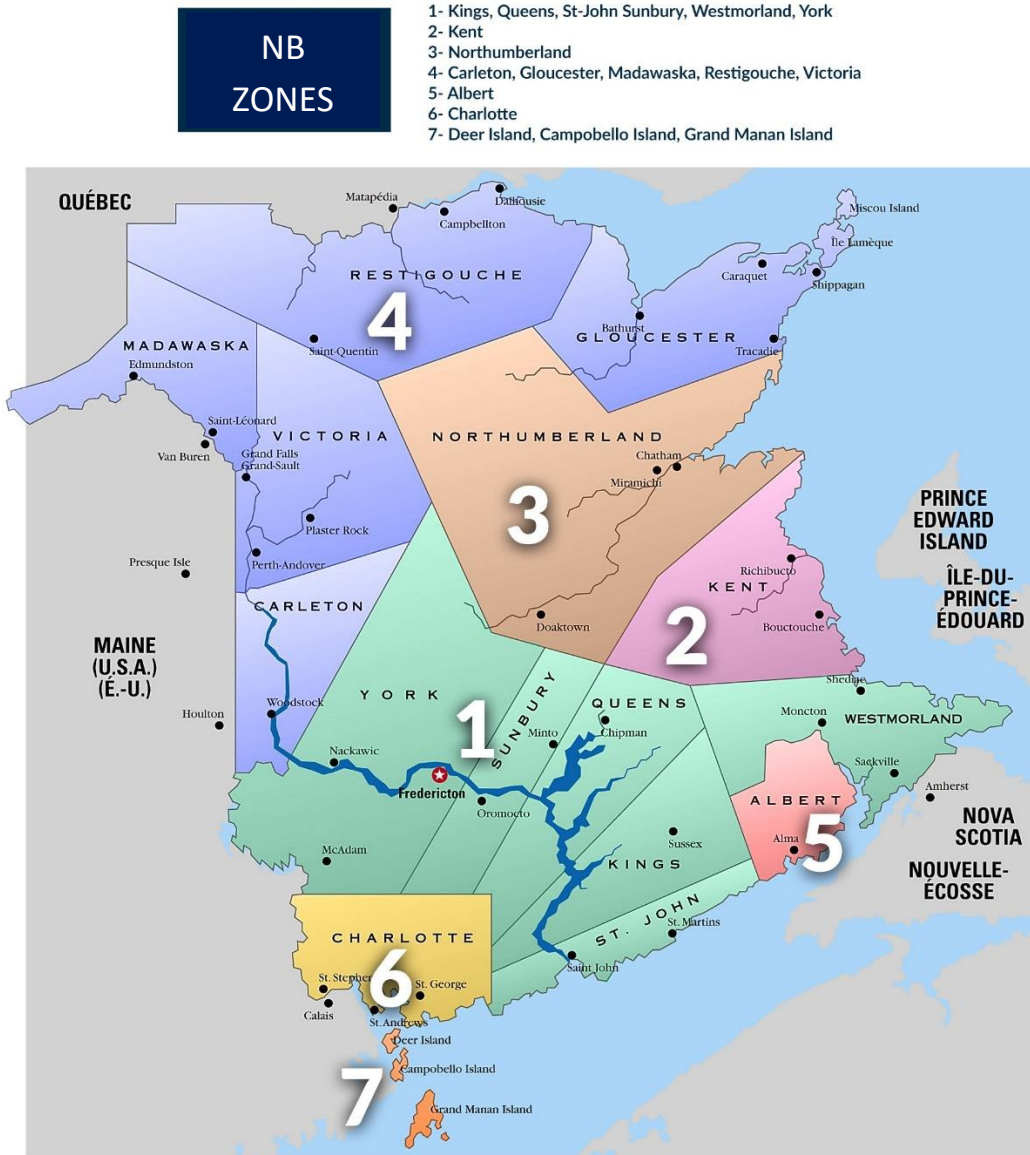 NB
ZONES
1- Kings, Queens, St-John Sunbury, Westmorland, York
2- Kent
3- Northumberland
4- Carleton, Gloucester, Madawaska, Restigouche, Victoria
5- Albert
6- Charlotte
7- Deer Island, Campobello Island, Grand Manan Island
QUÉBEC
Matapédia
Dalhousie
Campbellton
Miscou Island
Île Lamèque
RESTIGOUCHE
Caraquet
Shippagan
4
Bathurst
GLOUCESTER
MADAWASKA
Saint-Quentin
Tracadie
Edmundston
Saint-Léonard
Van Buren
VICTORIA
NORTHUMBERLAND
Grand Falls
Grand-Sault
Chatham
Miramichi
3
PRINCE
EDWARD
ISLAND
Plaster Rock
Perth-Andover
Presque Isle
Richibucto
KENT
ÎLE-DU-
PRINCE-
ÉDOUARD
CARLETON
Doaktown
Bouctouche
2
MAINE
(U.S.A.)
(É.-U.)
Shediac
YORK
SUNBURY
QUEENS
Woodstock
Houlton
1
Chipman
Moncton
WESTMORLAND
Minto
Nackawic
Sackville
Fredericton
Amherst
Oromocto
ALBERT
NOVA
SCOTIA
Sussex
Alma
5
McAdam
KINGS
NOUVELLE-
ÉCOSSE
ST. JOHN
St. Martins
CHARLOTTE
Saint John
St. Stephen
6
St. George
Calais
St. Andrews
Deer Island
7
Campobello Island
Grand Manan Island